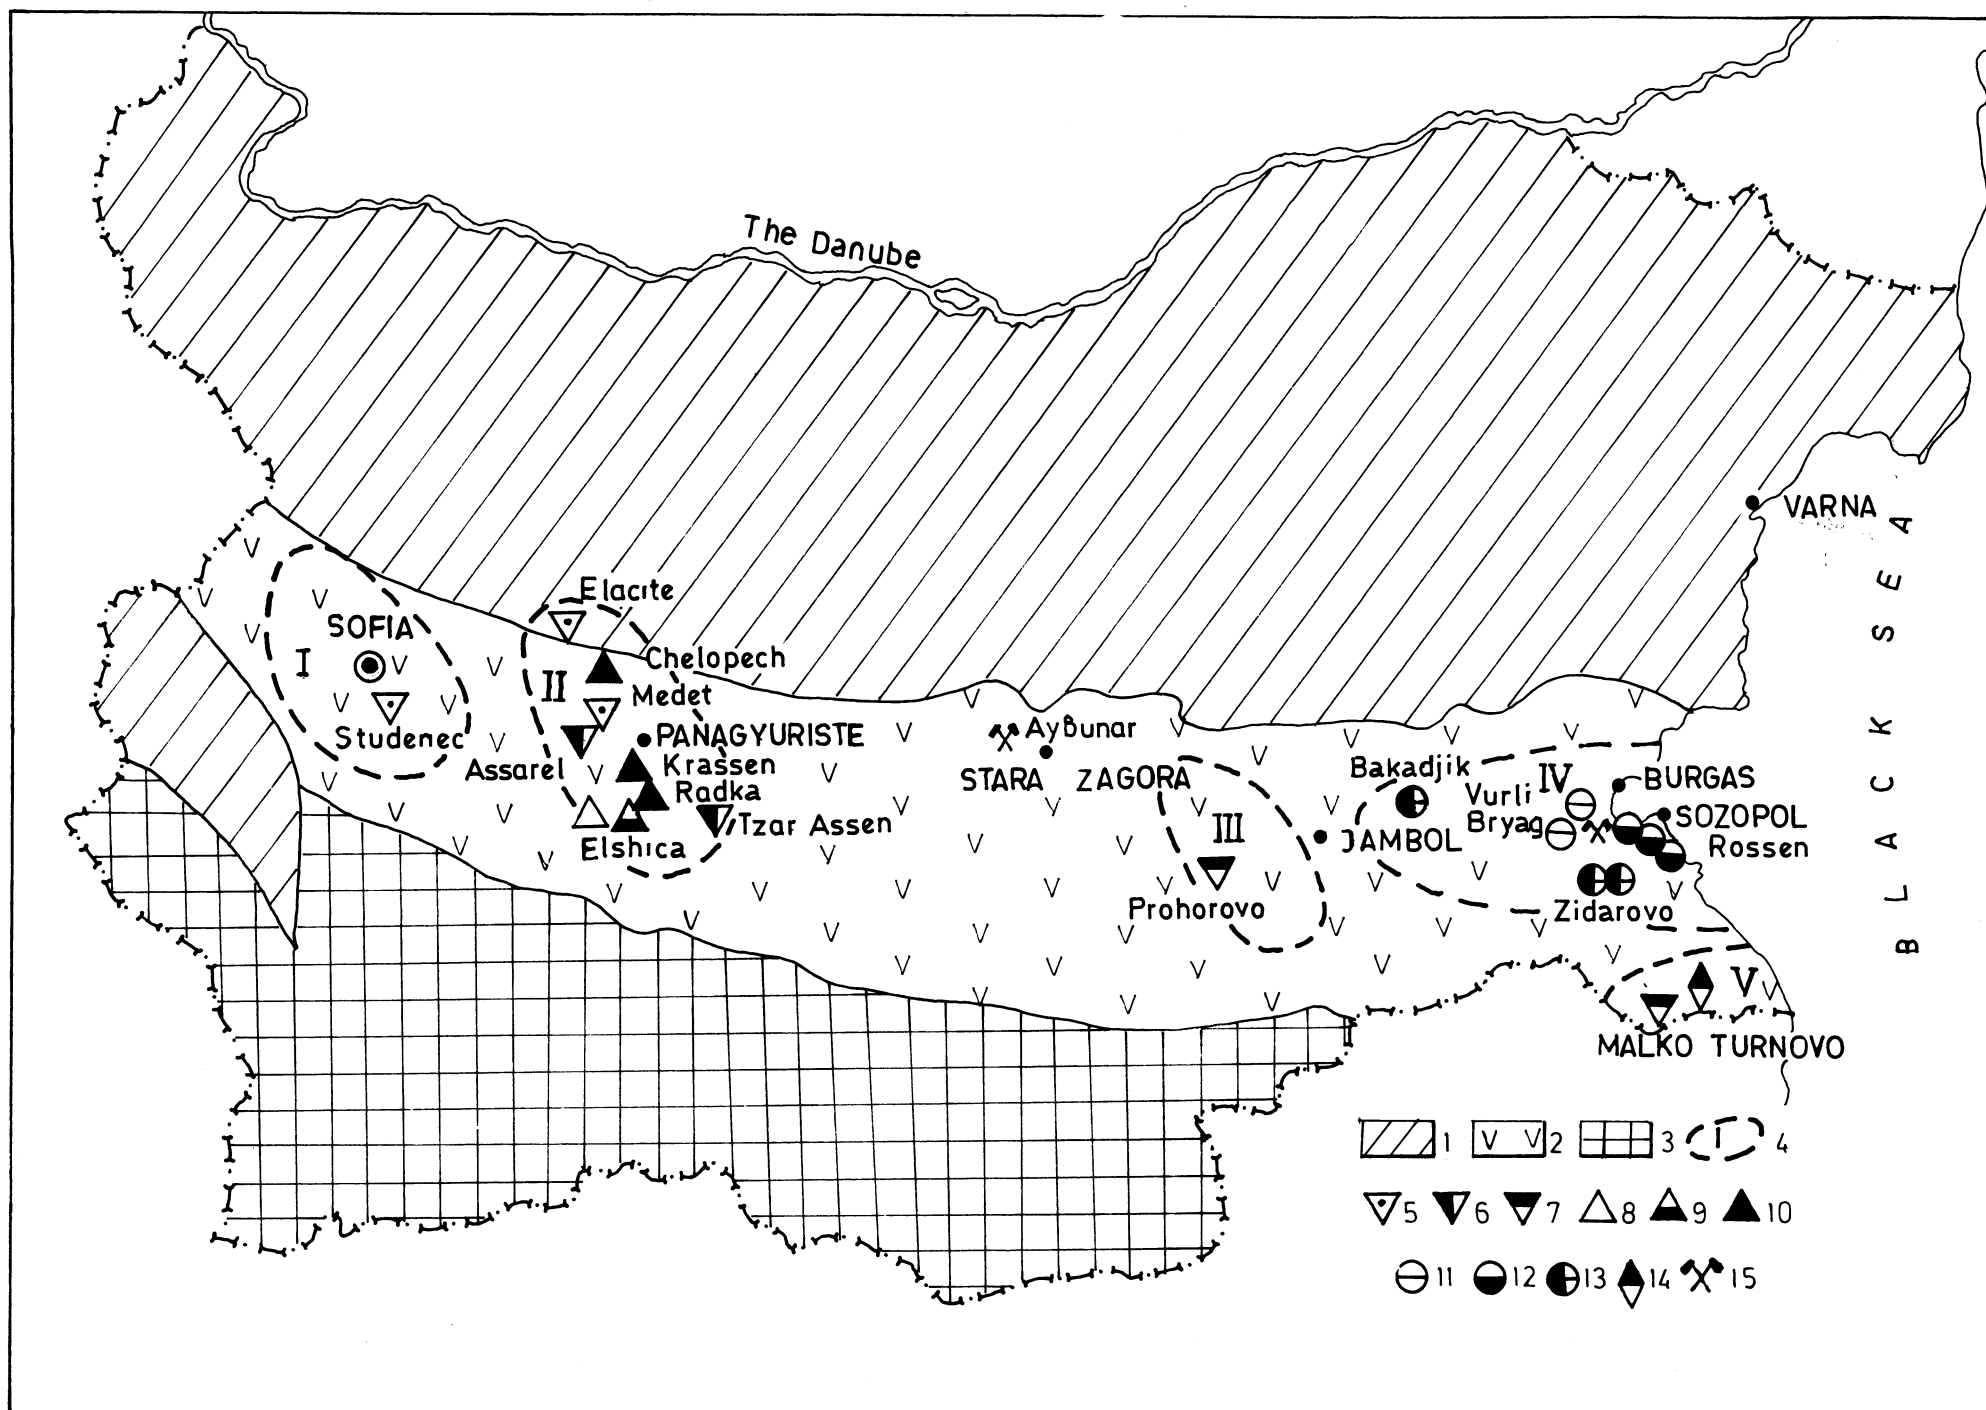 The Danube
VARNA
BLACK SEA
Elacite
SOFIA
I
Chelopech
II
Medet
Studenec
PANAGYURISTE
Assarel
Krassen
Radka
Tzar Assen
Elshica
AyBunar
STARA ZAGORA
III
Prohorovo
JAMBOL
Bakadjik
IV
BURGAS
Vurli
Bryag
SOZOPOL
Rossen
Zidarovo
V
MALKO TURNOVO
1 V V 2 3 I 4
5 6 7 8 9 10
11 12 13 14 15